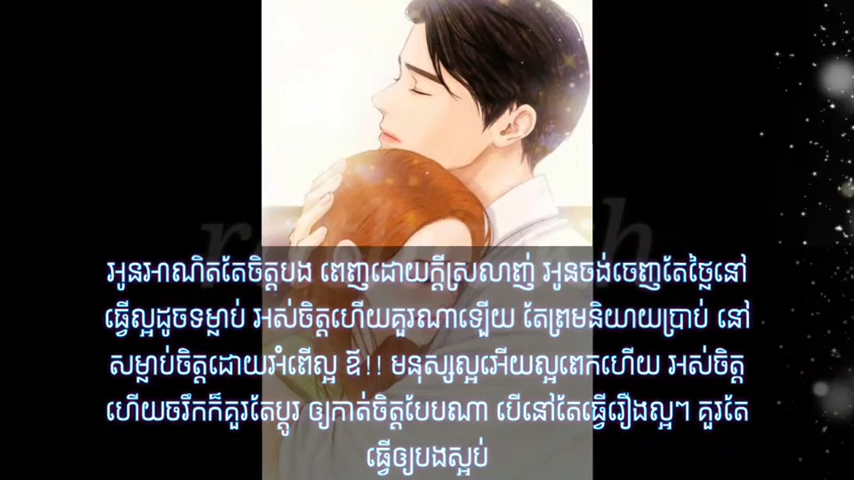 អូនអាណិតតែចិត្តបង ពេញដោយក្ដីស្រលាញ់ អូនចង់ចេញតែថ្លៃនៅ
ធ្វើល្អដូចទម្លាប់ អស់ចិត្តហើយគួរណាឡើយ តែព្រមនិយាយប្រាប់ នៅ
សម្លាប់ចិត្តដោយអំពើល្អ ឪ!! មនុស្សល្អអើយល្អពេកហើយ អស់ចិត្ត
ហើយចរឹកក៏គួរតែប្ដូរ ឲ្យកាត់ចិត្តបែបណា បើនៅតែធ្វើរឿងល្អៗ គួរតែ
ធ្វើឲ្យបងស្អប់